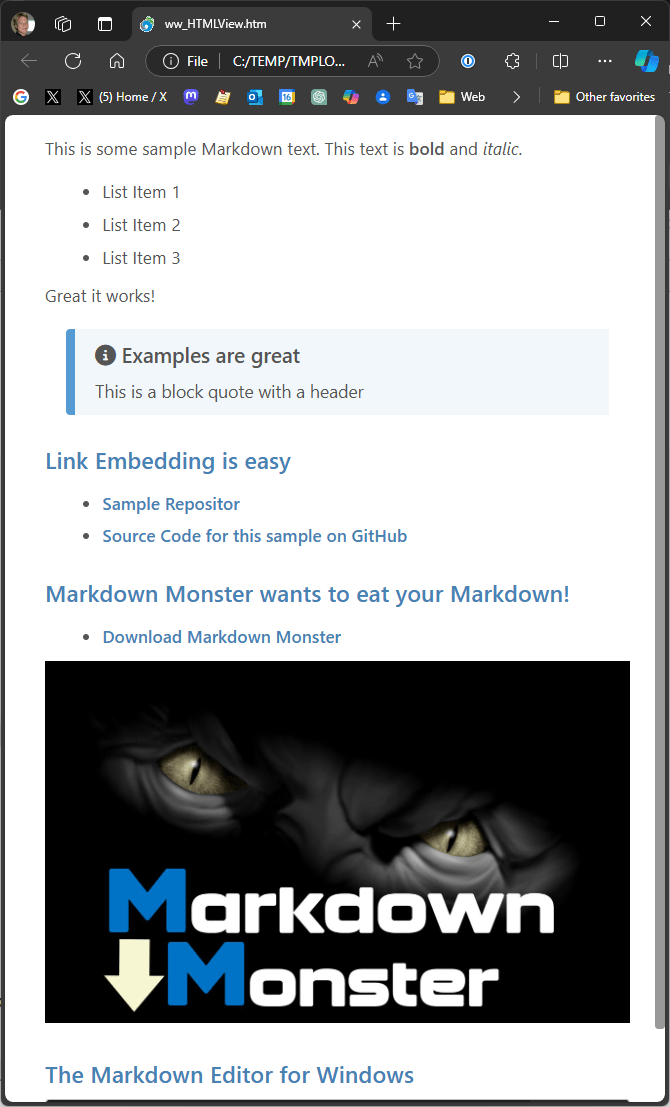 ww_HTMLView.htm
File C:/TEMP/TMPLO...
(5) Home / X 16 Web Other favorites
This is some sample Markdown text. This text is bold and italic.
• List Item 1
• List Item 2
• List Item 3
Great it works!
Examples are great
This is a block quote with a header
Link Embedding is easy
• Sample Repositor
• Source Code for this sample on GitHub
Markdown Monster wants to eat your Markdown!
• Download Markdown Monster
Markdown
Monster
The Markdown Editor for Windows